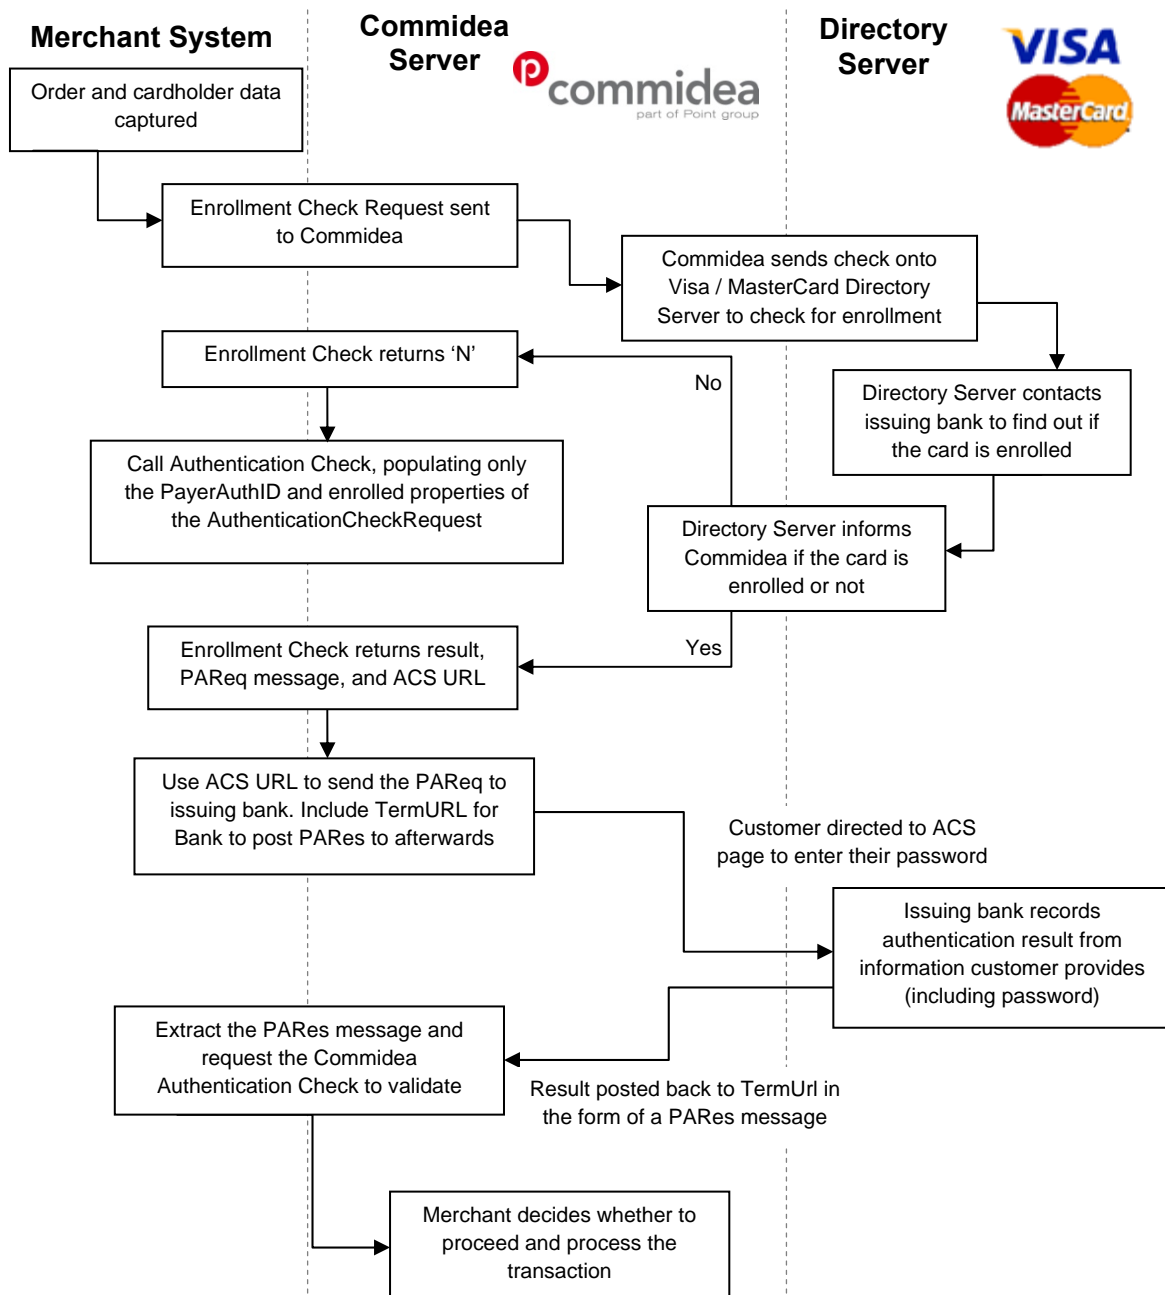 Merchant System
Commidea
Server
commidea
part of Point group
Directory
Server
VISA
MasterCard
Order and cardholder data
captured
Enrollment Check Request sent
to Commidea
Commidea sends check onto
Visa / MasterCard Directory
Server to check for enrollment
Enrollment Check returns ‘N’
No
Directory Server contacts
issuing bank to find out if
the card is enrolled
Call Authentication Check, populating only
the PayerAuthID and enrolled properties of
the AuthenticationCheckRequest
Directory Server informs
Commidea if the card is
enrolled or not
Yes
Enrollment Check returns result,
PAReq message, and ACS URL
Use ACS URL to send the PAReq to
issuing bank. Include TermURL for
Bank to post PARes to afterwards
Customer directed to ACS
page to enter their password
Issuing bank records
authentication result from
information customer provides
(including password)
Extract the PARes message and
request the Commidea
Authentication Check to validate
Result posted back to TermUrl in
the form of a PARes message
Merchant decides whether to
proceed and process the
transaction